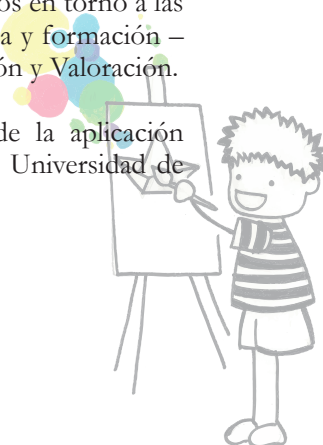 os en torno a las
a y formación –
ón y Valoración.
de la aplicación
Universidad de